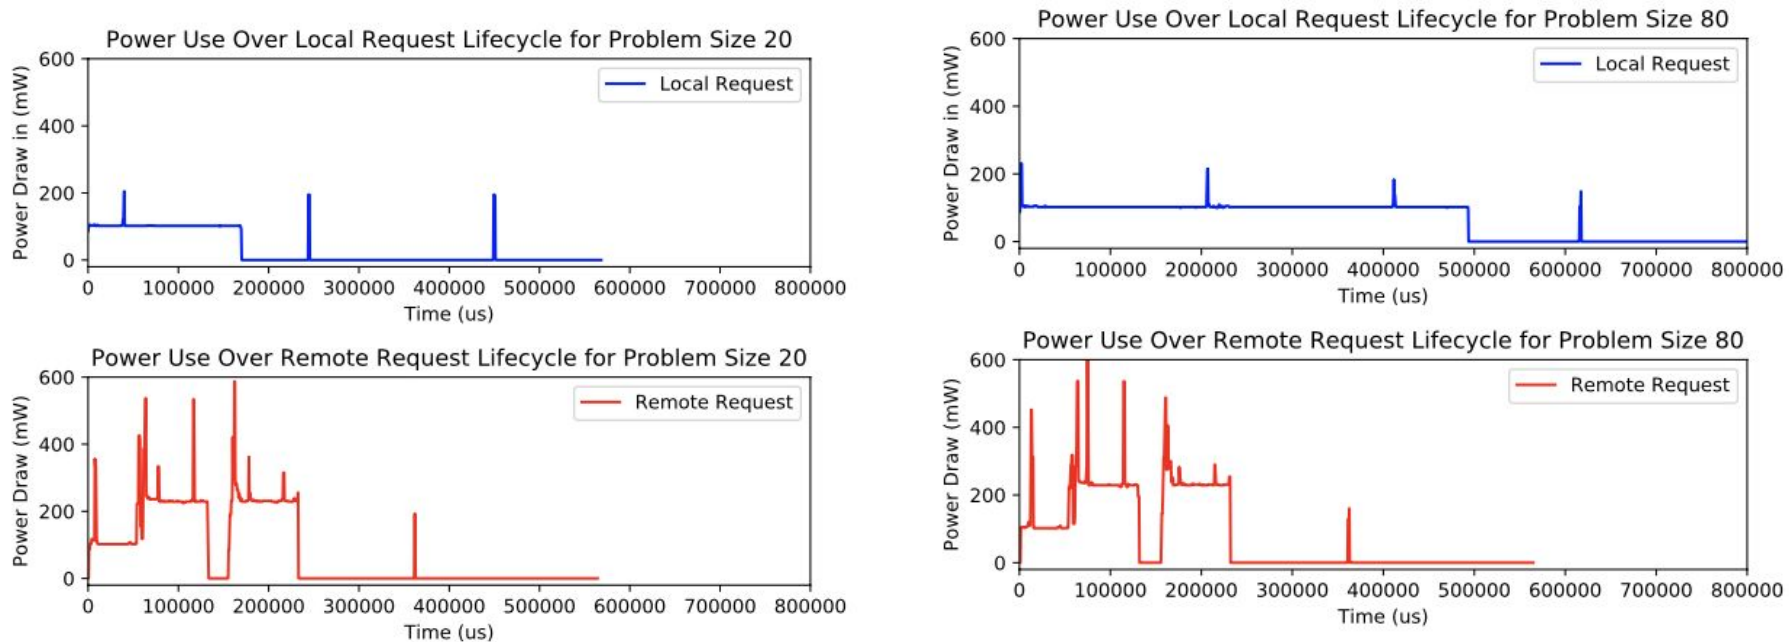 Power Use Over Local Request Lifecycle for Problem Size 20
600
400
200
0
Power Draw in (mW)
Local Request
0 100000 200000 300000 400000 500000 600000 700000 800000
Time (us)
Power Use Over Remote Request Lifecycle for Problem Size 20
600
400
200
0
Power Draw (mW)
Remote Request
0 100000 200000 300000 400000 500000 600000 700000 800000
Time (us)
Power Use Over Local Request Lifecycle for Problem Size 80
600
400
200
0
Power Draw in (mW)
Local Request
0 100000 200000 300000 400000 500000 600000 700000 800000
Time (us)
Power Use Over Remote Request Lifecycle for Problem Size 80
600
400
200
0
Power Draw (mW)
Remote Request
0 100000 200000 300000 400000 500000 600000 700000 800000
Time (us)